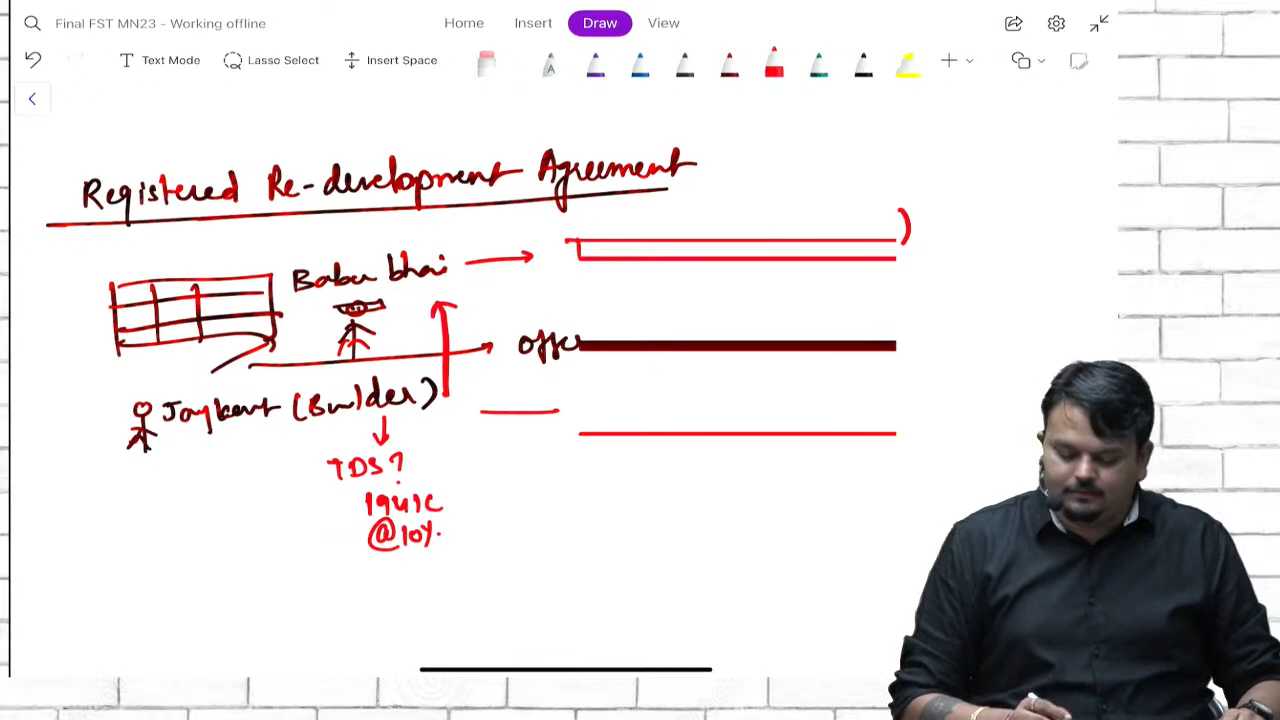 Final FST MN23 - Working offline
Home Insert Draw View
Text Mode Lasso Select Insert Space
Registered Re-development Agreement
Babu bhai
offer
Jaykant (Builder)
TDS?
194IC
@10%.